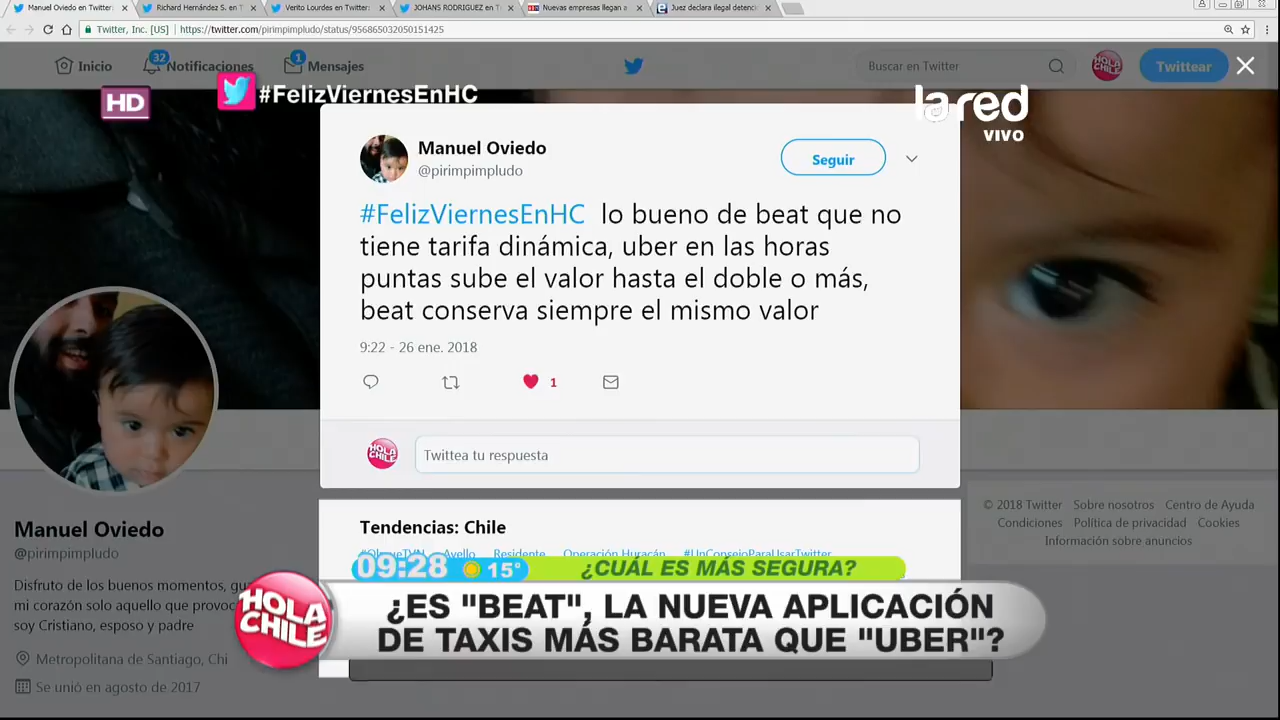 Manuel Oviedo en Twitter:
Richard Hernández S. en T
Verito Lourdes en Twitter:
JOHANS RODRIGUEZ en T
Nuevas empresas llegan a
Juez declara ilegal detenci
Twitter, Inc. [US]
https://twitter.com/pirimpimpludo/status/956865032050151425
Inicio
32
Notificaciones
1
Mensajes
Buscar en Twitter
HOLA CHILE
Twittear
HD
#FelizViernesEnHC
la red
VIVO
Manuel Oviedo
@pirimpimpludo
Seguir
#FelizViernesEnHC lo bueno de beat que no
tiene tarifa dinámica, uber en las horas
puntas sube el valor hasta el doble o más,
beat conserva siempre el mismo valor
9:22 - 26 ene. 2018
1
HOLA CHILE
Twittea tu respuesta
Tendencias: Chile
Residente Operación Huracán #UnConsejoParaUsarTwitter
Manuel Oviedo
@pirimpimpludo
Disfruto de los buenos momentos,
mi corazón solo aquello que
soy Cristiano, esposo y padre
Metropolitana de Santiago, Chi
Se unió en agosto de 2017
© 2018 Twitter Sobre nosotros Centro de Ayuda
Condiciones Política de privacidad Cookies
Información sobre anuncios
09:28 15°
¿CUÁL ES MÁS SEGURA?
HOLA
CHILE
¿ES "BEAT", LA NUEVA APLICACIÓN
DE TAXIS MÁS BARATA QUE "UBER"?